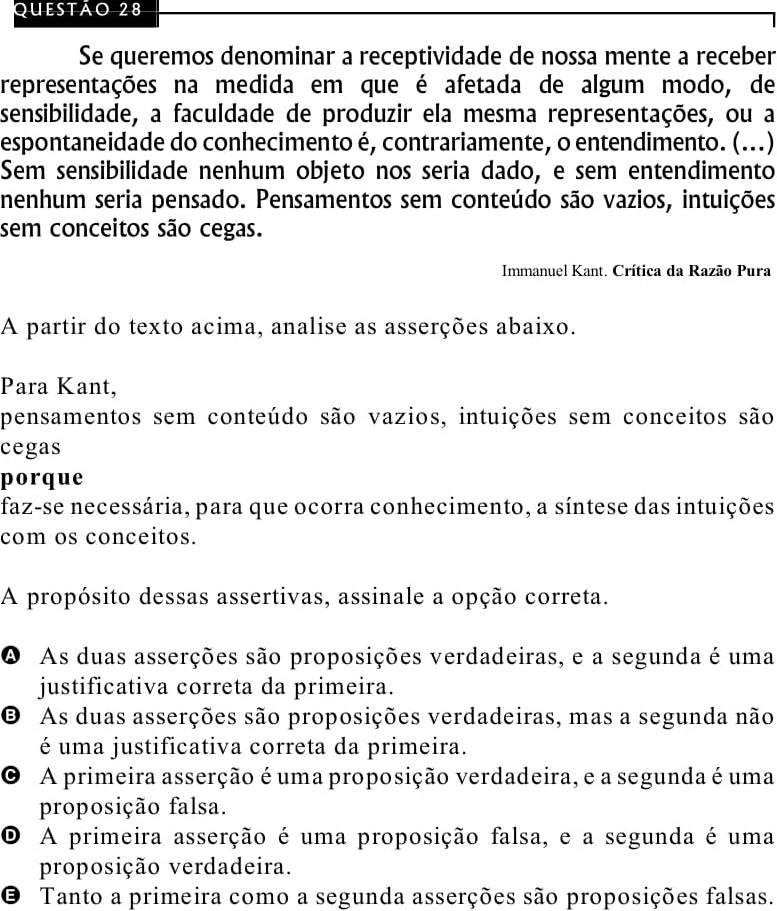 QUESTÃO 28
Se queremos denominar a receptividade de nossa mente a receber
representações na medida em que é afetada de algum modo, de
sensibilidade, a faculdade de produzir ela mesma representações, ou a
espontaneidade do conhecimento é, contrariamente, o entendimento. (...)
Sem sensibilidade nenhum objeto nos seria dado, e sem entendimento
nenhum seria pensado. Pensamentos sem conteúdo são vazios, intuições
sem conceitos são cegas.
Immanuel Kant. Crítica da Razão Pura
A partir do texto acima, analise as asserções abaixo.
Para Kant,
pensamentos sem conteúdo são vazios, intuições sem conceitos são
cegas
porque
faz-se necessária, para que ocorra conhecimento, a síntese das intuições
com os conceitos.
A propósito dessas assertivas, assinale a opção correta.
A As duas asserções são proposições verdadeiras, e a segunda é uma
justificativa correta da primeira.
B As duas asserções são proposições verdadeiras, mas a segunda não
é uma justificativa correta da primeira.
C A primeira asserção é uma proposição verdadeira, e a segunda é uma
proposição falsa.
D A primeira asserção é uma proposição falsa, e a segunda é uma
proposição verdadeira.
E Tanto a primeira como a segunda asserções são proposições falsas.